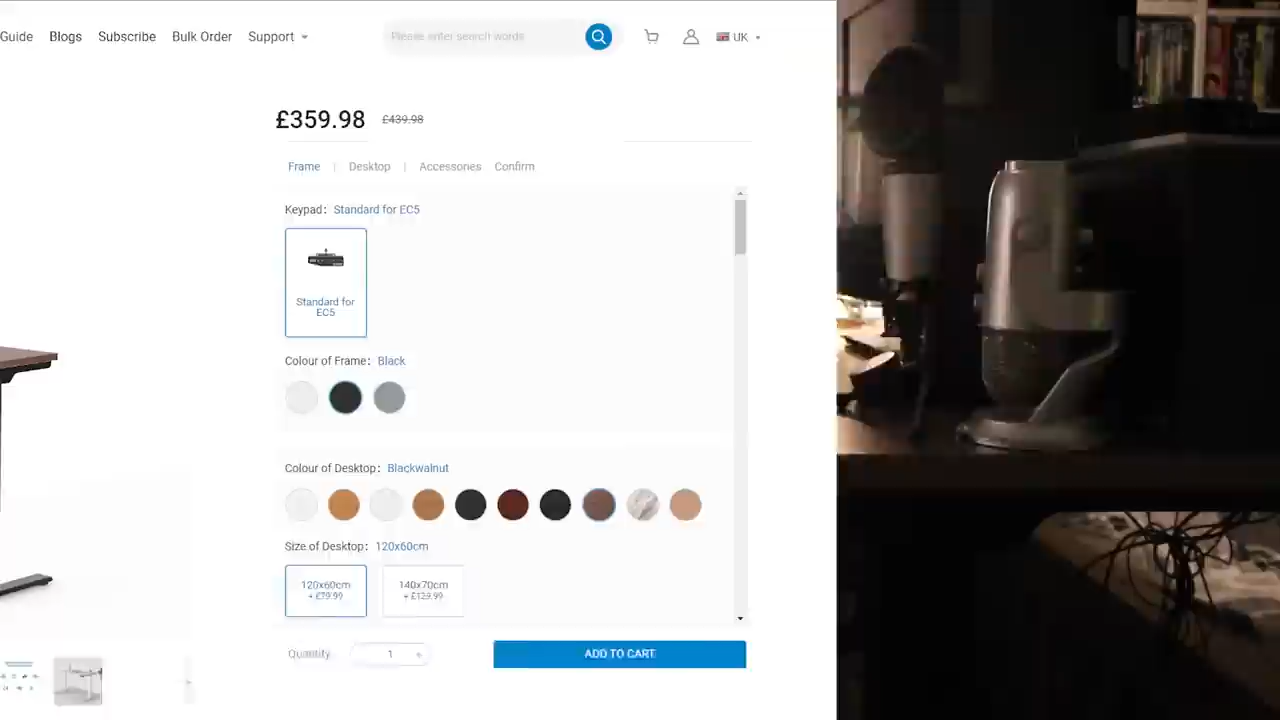 Guide Blogs Subscribe Bulk Order Support Please enter search words UK
£359.98 £439.98
Frame | Desktop | Accessories Confirm
Keypad: Standard for EC5
Standard for
EC5
Colour of Frame: Black
Colour of Desktop: Blackwalnut
Size of Desktop: 120x60cm
120x60cm 140x70cm
+ £79.99 + £129.99
Quantity 1 + ADD TO CART